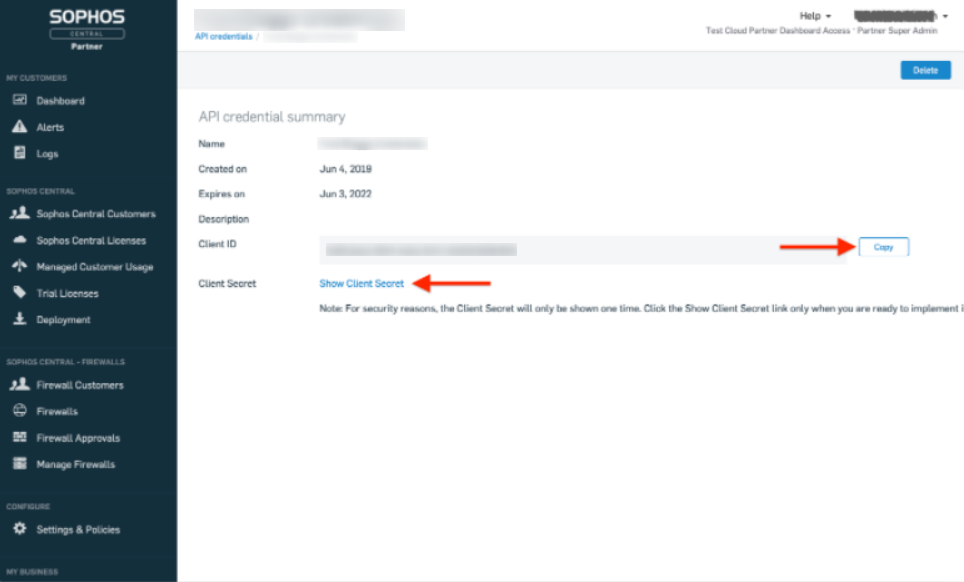 SOPHOS
CENTRAL
Partner
MY CUSTOMERS
Dashboard
Alerts
Logs
SOPHOS CENTRAL
Sophos Central Customers
Sophos Central Licenses
Managed Customer Usage
Trial Licenses
Deployment
SOPHOS CENTRAL - FIREWALLS
Firewall Customers
Firewalls
Firewall Approvals
Manage Firewalls
CONFIGURE
Settings & Policies
MY BUSINESS
API credentials /
Help
Test Cloud Partner Dashboard Access · Partner Super Admin
Delete
API credential summary
Name
Created on Jun 4, 2019
Expires on Jun 3, 2022
Description
Client ID Copy
Client Secret Show Client Secret
Note: For security reasons, the Client Secret will only be shown one time. Click the Show Client Secret link only when you are ready to implement i